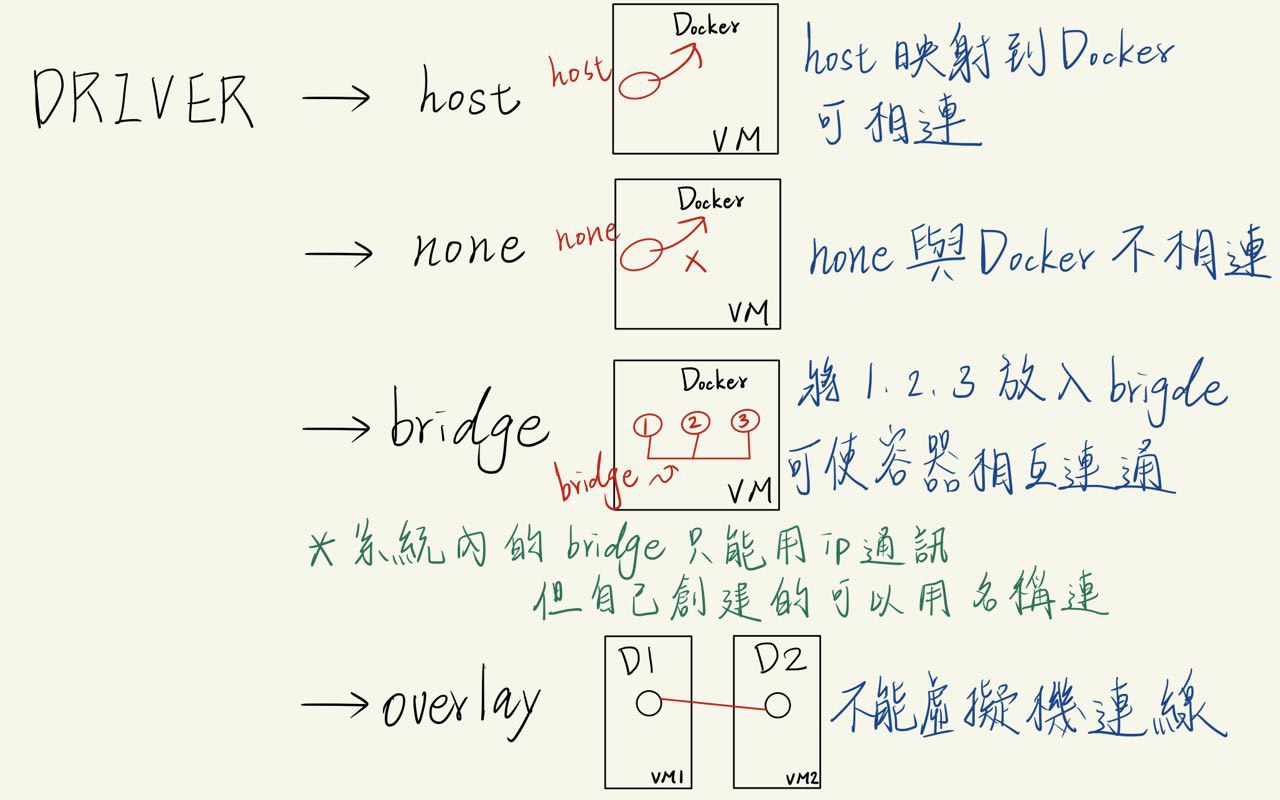 DRIVER → host
host
Docker
VM
host 映射到 Docker
可相連
→ none
none
Docker
X
VM
none 與 Docker 不相連
→ bridge
Docker
1 2 3
bridge
VM
將 1.2.3 放入 brigde
可使容器相互連通
* 系統內的 bridge 只能用 ip 通訊
但自己創建的可以用名稱連
→ overlay
D1
VM1
D2
VM2
不能虛擬機連線